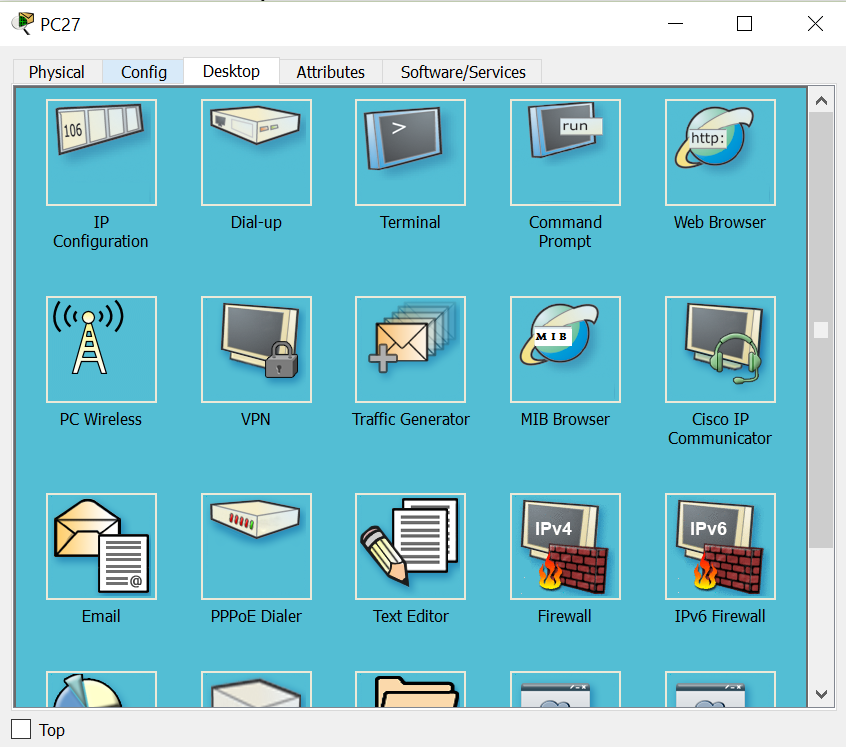 PC27
Physical Config Desktop Attributes Software/Services
106
>
run
http:
IP
Configuration
Dial-up
Terminal
Command
Prompt
Web Browser
MIB
PC Wireless
VPN
Traffic Generator
MIB Browser
Cisco IP
Communicator
@
IPv4
IPv6
Email
PPPoE Dialer
Text Editor
Firewall
IPv6 Firewall
Top